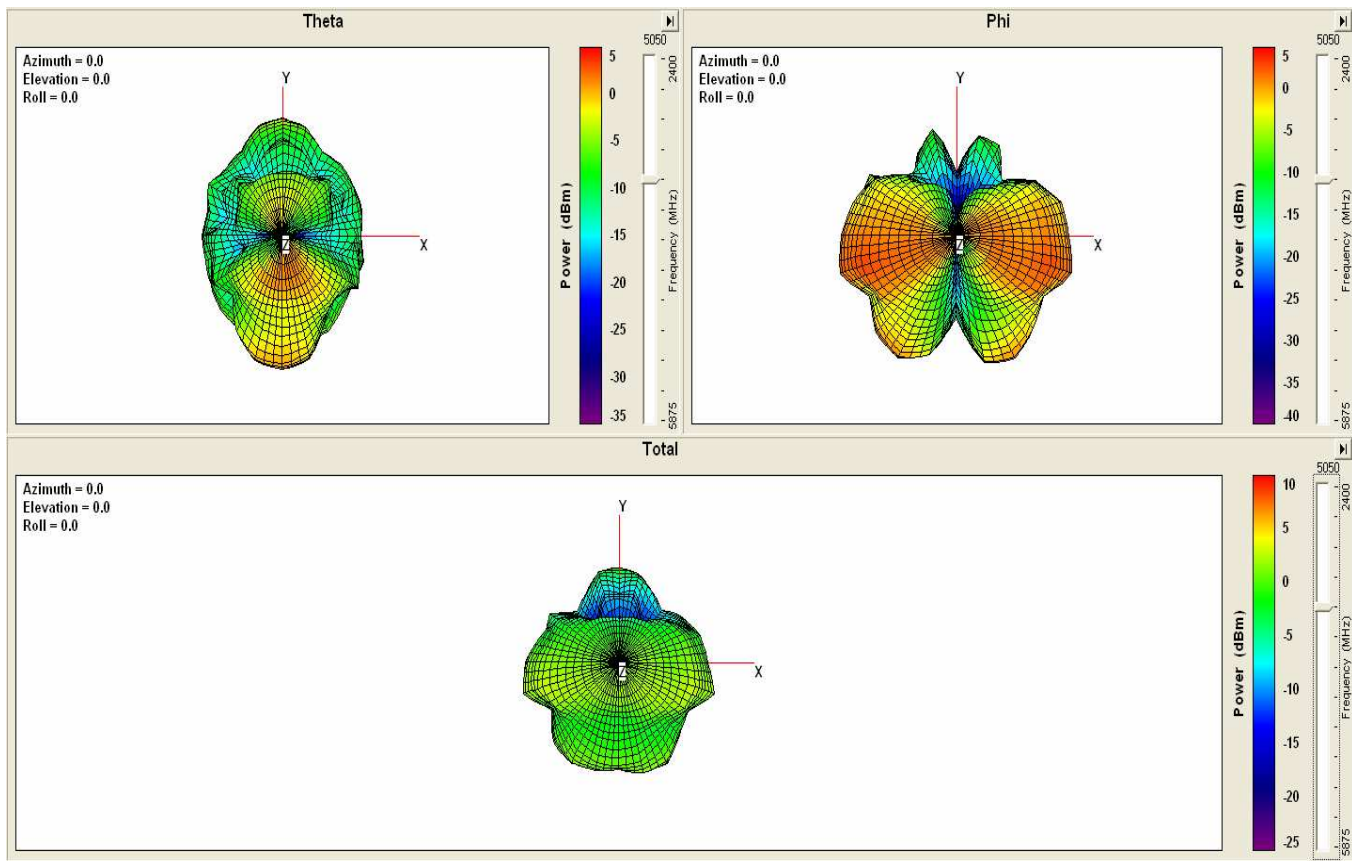 Theta
Azimuth = 0.0
Elevation = 0.0
Roll = 0.0
Y
X
Z
5
0
-5
-10
-15
-20
-25
-30
-35
Power (dBm)
5050
2400
Frequency (MHz)
5875
Phi
Azimuth = 0.0
Elevation = 0.0
Roll = 0.0
Y
X
Z
5
0
-5
-10
-15
-20
-25
-30
-35
-40
Power (dBm)
5050
2400
Frequency (MHz)
5875
Total
Azimuth = 0.0
Elevation = 0.0
Roll = 0.0
Y
X
Z
10
5
0
-5
-10
-15
-20
-25
Power (dBm)
5050
2400
Frequency (MHz)
5875